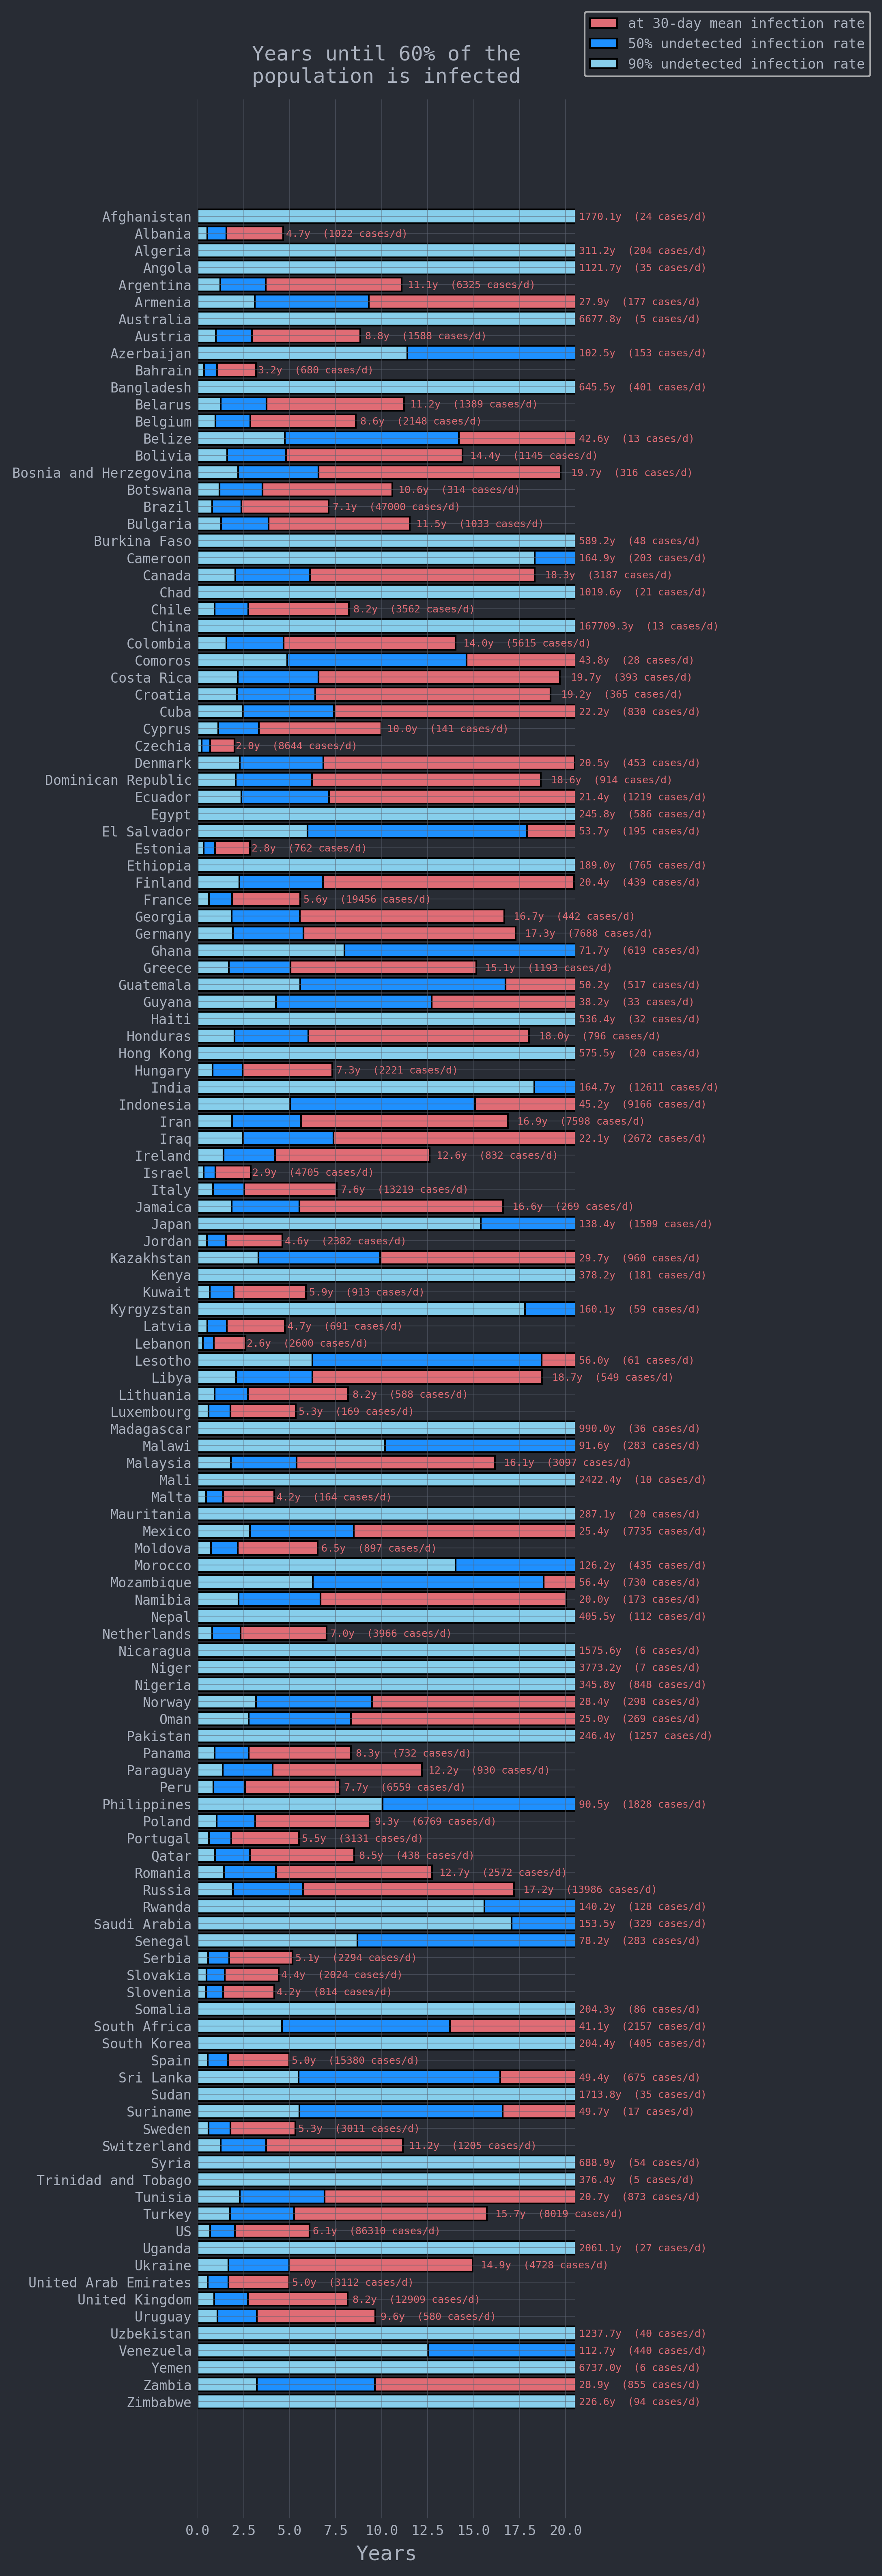 at 30-day mean infection rate
50% undetected infection rate
90% undetected infection rate
Years until 60% of the
population is infected
Afghanistan 1770.1y (24 cases/d)
Albania 4.7y (1022 cases/d)
Algeria 311.2y (204 cases/d)
Angola 1121.7y (35 cases/d)
Argentina 11.1y (6325 cases/d)
Armenia 27.9y (177 cases/d)
Australia 6677.8y (5 cases/d)
Austria 8.8y (1588 cases/d)
Azerbaijan 102.5y (153 cases/d)
Bahrain 3.2y (680 cases/d)
Bangladesh 645.5y (401 cases/d)
Belarus 11.2y (1389 cases/d)
Belgium 8.6y (2148 cases/d)
Belize 42.6y (13 cases/d)
Bolivia 14.4y (1145 cases/d)
Bosnia and Herzegovina 19.7y (316 cases/d)
Botswana 10.6y (314 cases/d)
Brazil 7.1y (47000 cases/d)
Bulgaria 11.5y (1033 cases/d)
Burkina Faso 589.2y (48 cases/d)
Cameroon 164.9y (203 cases/d)
Canada 18.3y (3187 cases/d)
Chad 1019.6y (21 cases/d)
Chile 8.2y (3562 cases/d)
China 167709.3y (13 cases/d)
Colombia 14.0y (5615 cases/d)
Comoros 43.8y (28 cases/d)
Costa Rica 19.7y (393 cases/d)
Croatia 19.2y (365 cases/d)
Cuba 22.2y (830 cases/d)
Cyprus 10.0y (141 cases/d)
Czechia 2.0y (8644 cases/d)
Denmark 20.5y (453 cases/d)
Dominican Republic 18.6y (914 cases/d)
Ecuador 21.4y (1219 cases/d)
Egypt 245.8y (586 cases/d)
El Salvador 53.7y (195 cases/d)
Estonia 2.8y (762 cases/d)
Ethiopia 189.0y (765 cases/d)
Finland 20.4y (439 cases/d)
France 5.6y (19456 cases/d)
Georgia 16.7y (442 cases/d)
Germany 17.3y (7688 cases/d)
Ghana 71.7y (619 cases/d)
Greece 15.1y (1193 cases/d)
Guatemala 50.2y (517 cases/d)
Guyana 38.2y (33 cases/d)
Haiti 536.4y (32 cases/d)
Honduras 18.0y (796 cases/d)
Hong Kong 575.5y (20 cases/d)
Hungary 7.3y (2221 cases/d)
India 164.7y (12611 cases/d)
Indonesia 45.2y (9166 cases/d)
Iran 16.9y (7598 cases/d)
Iraq 22.1y (2672 cases/d)
Ireland 12.6y (832 cases/d)
Israel 2.9y (4705 cases/d)
Italy 7.6y (13219 cases/d)
Jamaica 16.6y (269 cases/d)
Japan 138.4y (1509 cases/d)
Jordan 4.6y (2382 cases/d)
Kazakhstan 29.7y (960 cases/d)
Kenya 378.2y (181 cases/d)
Kuwait 5.9y (913 cases/d)
Kyrgyzstan 160.1y (59 cases/d)
Latvia 4.7y (691 cases/d)
Lebanon 2.6y (2600 cases/d)
Lesotho 56.0y (61 cases/d)
Libya 18.7y (549 cases/d)
Lithuania 8.2y (588 cases/d)
Luxembourg 5.3y (169 cases/d)
Madagascar 990.0y (36 cases/d)
Malawi 91.6y (283 cases/d)
Malaysia 16.1y (3097 cases/d)
Mali 2422.4y (10 cases/d)
Malta 4.2y (164 cases/d)
Mauritania 287.1y (20 cases/d)
Mexico 25.4y (7735 cases/d)
Moldova 6.5y (897 cases/d)
Morocco 126.2y (435 cases/d)
Mozambique 56.4y (730 cases/d)
Namibia 20.0y (173 cases/d)
Nepal 405.5y (112 cases/d)
Netherlands 7.0y (3966 cases/d)
Nicaragua 1575.6y (6 cases/d)
Niger 3773.2y (7 cases/d)
Nigeria 345.8y (848 cases/d)
Norway 28.4y (298 cases/d)
Oman 25.0y (269 cases/d)
Pakistan 246.4y (1257 cases/d)
Panama 8.3y (732 cases/d)
Paraguay 12.2y (930 cases/d)
Peru 7.7y (6559 cases/d)
Philippines 90.5y (1828 cases/d)
Poland 9.3y (6769 cases/d)
Portugal 5.5y (3131 cases/d)
Qatar 8.5y (438 cases/d)
Romania 12.7y (2572 cases/d)
Russia 17.2y (13986 cases/d)
Rwanda 140.2y (128 cases/d)
Saudi Arabia 153.5y (329 cases/d)
Senegal 78.2y (283 cases/d)
Serbia 5.1y (2294 cases/d)
Slovakia 4.4y (2024 cases/d)
Slovenia 4.2y (814 cases/d)
Somalia 204.3y (86 cases/d)
South Africa 41.1y (2157 cases/d)
South Korea 204.4y (405 cases/d)
Spain 5.0y (15380 cases/d)
Sri Lanka 49.4y (675 cases/d)
Sudan 1713.8y (35 cases/d)
Suriname 49.7y (17 cases/d)
Sweden 5.3y (3011 cases/d)
Switzerland 11.2y (1205 cases/d)
Syria 688.9y (54 cases/d)
Trinidad and Tobago 376.4y (5 cases/d)
Tunisia 20.7y (873 cases/d)
Turkey 15.7y (8019 cases/d)
US 6.1y (86310 cases/d)
Uganda 2061.1y (27 cases/d)
Ukraine 14.9y (4728 cases/d)
United Arab Emirates 5.0y (3112 cases/d)
United Kingdom 8.2y (12909 cases/d)
Uruguay 9.6y (580 cases/d)
Uzbekistan 1237.7y (40 cases/d)
Venezuela 112.7y (440 cases/d)
Yemen 6737.0y (6 cases/d)
Zambia 28.9y (855 cases/d)
Zimbabwe 226.6y (94 cases/d)
0.0 2.5 5.0 7.5 10.0 12.5 15.0 17.5 20.0
Years